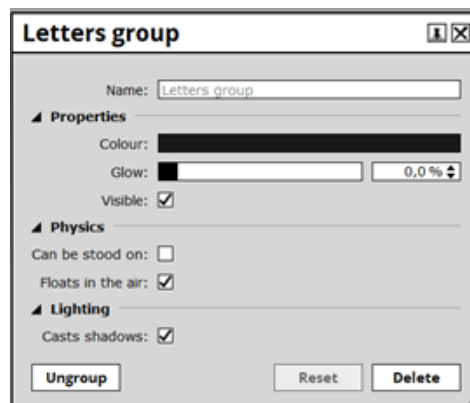 Letters group
Name: Letters group
Properties
Colour:
Glow: 0,0 %
Visible:
Physics
Can be stood on:
Floats in the air:
Lighting
Casts shadows:
Ungroup Reset Delete